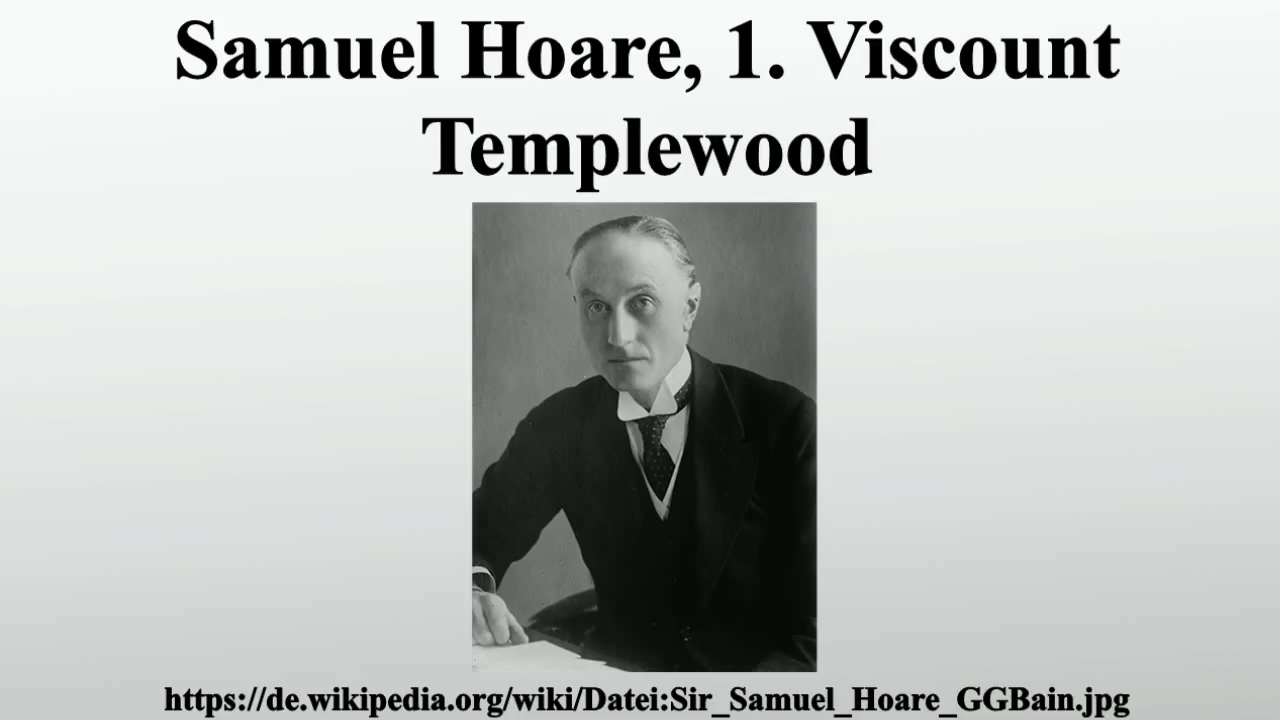 Samuel Hoare, 1. Viscount
Templewood
https://de.wikipedia.org/wiki/Datei:Sir_Samuel_Hoare_GGBain.jpg